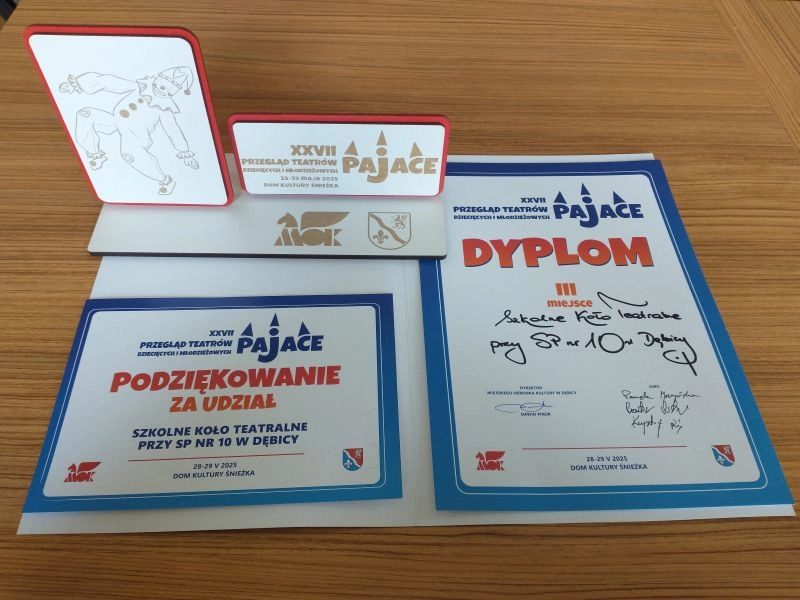 XXVII
PRZEGLĄD TEATRÓW
DZIECIĘCYCH I MŁODZIEŻOWYCH
PAJACE
28-29 MAJA 2025
DOM KULTURY ŚNIEŻKA
MOK
XXVII
PRZEGLĄD TEATRÓW
DZIECIĘCYCH I MŁODZIEŻOWYCH
PAJACE
PODZIĘKOWANIE
ZA UDZIAŁ
SZKOLNE KOŁO TEATRALNE
PRZY SP NR 10 W DĘBICY
28-29 V 2025
DOM KULTURY ŚNIEŻKA
MOK
XXVII
PRZEGLĄD TEATRÓW
DZIECIĘCYCH I MŁODZIEŻOWYCH
PAJACE
DYPLOM
III
miejsce
Szkolne Koło Teatralne
przy SP nr 10 w Dębicy
DYREKTOR
MIEJSKIEGO OŚRODKA KULTURY W DĘBICY
DAWID PIKOR
JURY:
28-29 V 2025
DOM KULTURY ŚNIEŻKA
MOK